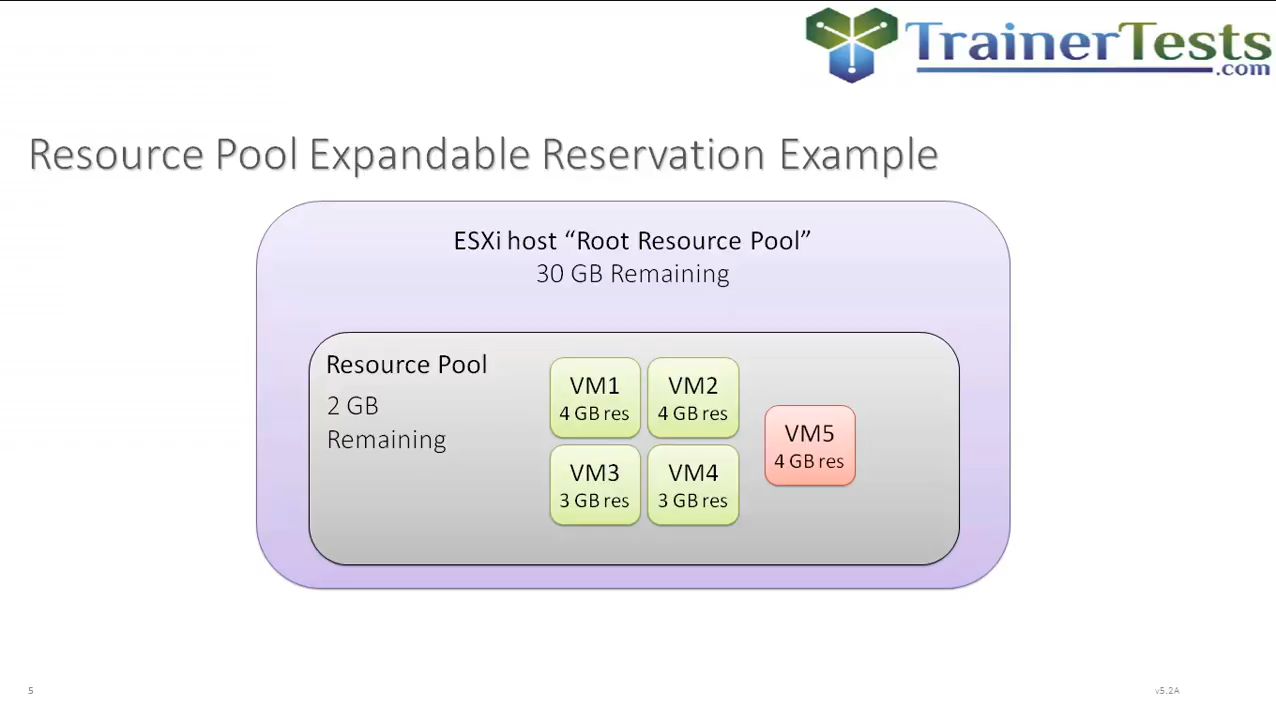 TrainerTests
.com
Resource Pool Expandable Reservation Example
ESXi host “Root Resource Pool”
30 GB Remaining
Resource Pool
2 GB
Remaining
VM1
4 GB res
VM2
4 GB res
VM3
3 GB res
VM4
3 GB res
VM5
4 GB res
5
v5.2A